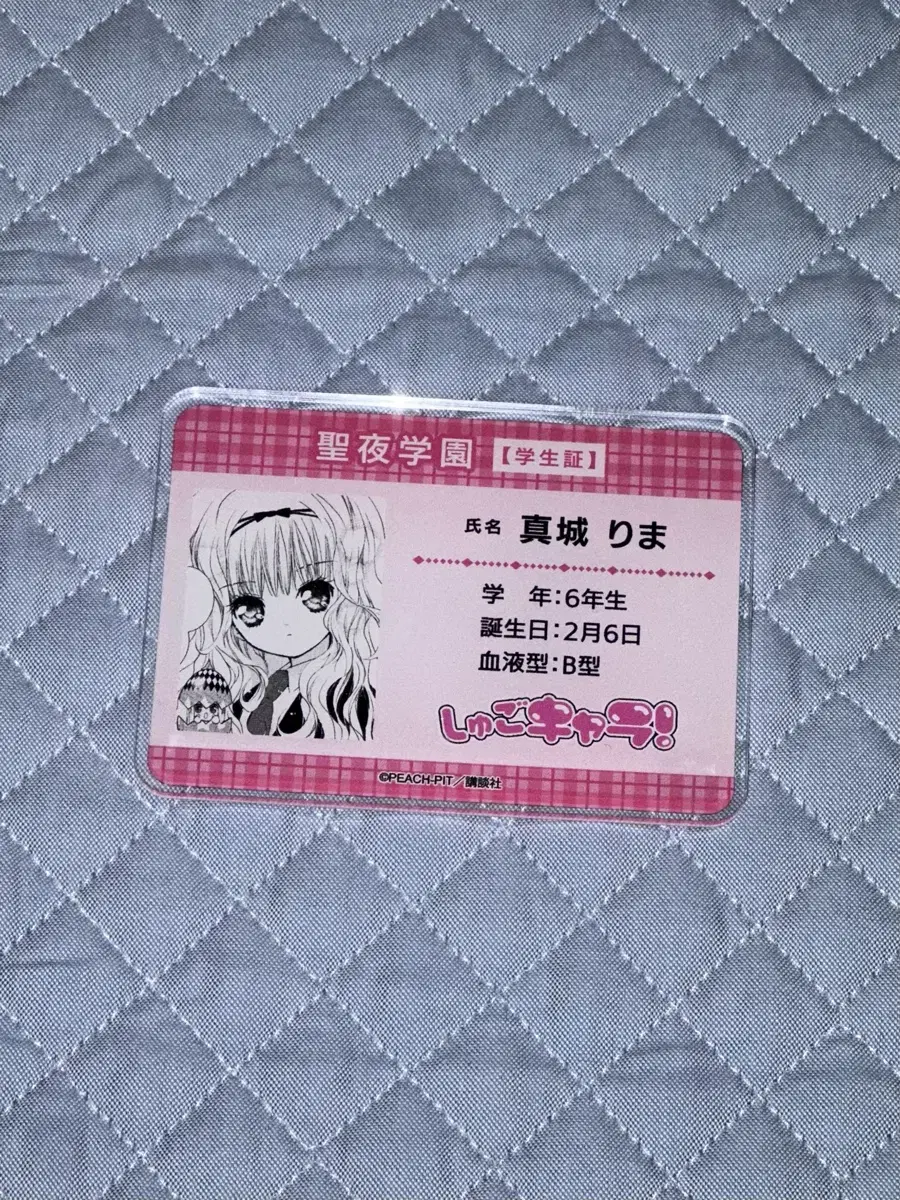 聖夜学園 【学生証】
氏名 真城 りま
学　年：6年生
誕生日：2月6日
血液型：B型
しゅごキャラ！
©PEACH-PIT／講談社